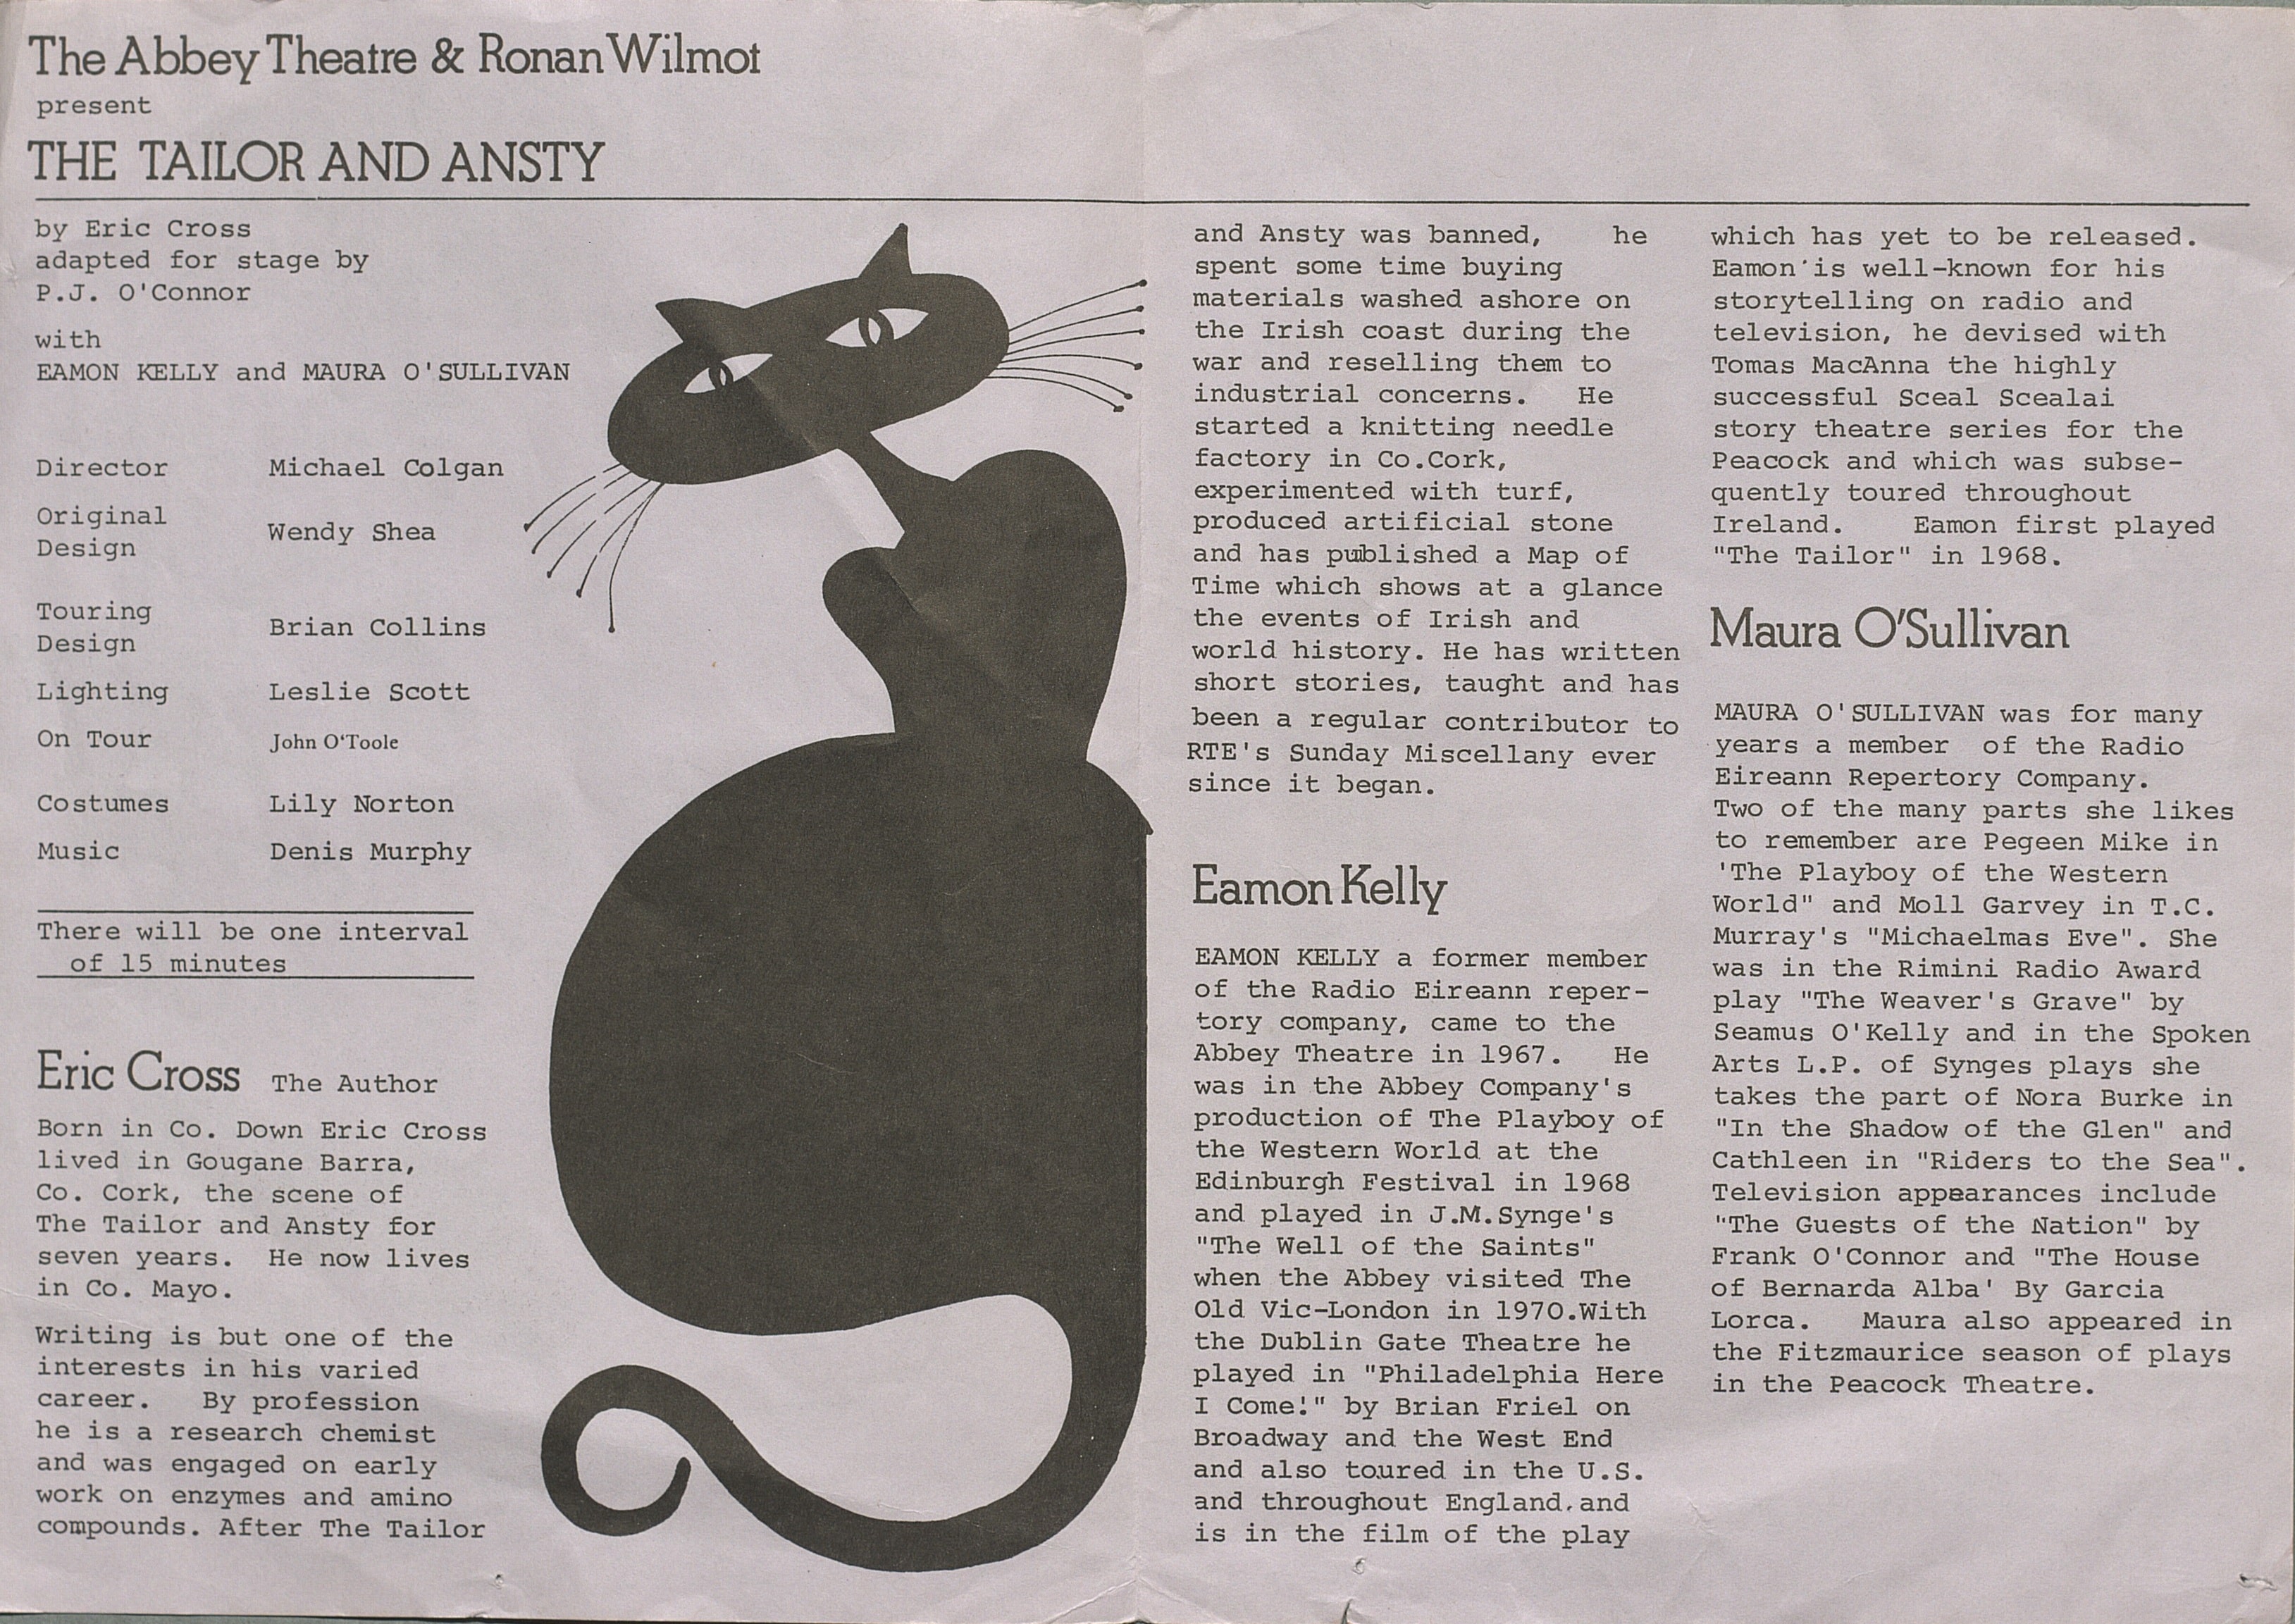 The Abbey Theatre & Ronan Wilmot
present
THE TAILOR AND ANSTY
by Eric Cross
adapted for stage by
P.J. O'Connor
with
EAMON KELLY and MAURA O'SULLIVAN
Director Michael Colgan
Original
Design Wendy Shea
Touring
Design Brian Collins
Lighting Leslie Scott
On Tour John O'Toole
Costumes Lily Norton
Music Denis Murphy
There will be one interval
of 15 minutes
Eric Cross The Author
Born in Co. Down Eric Cross
lived in Gougane Barra,
Co. Cork, the scene of
The Tailor and Ansty for
seven years. He now lives
in Co. Mayo.
Writing is but one of the
interests in his varied
career. By profession
he is a research chemist
and was engaged on early
work on enzymes and amino
compounds. After The Tailor
and Ansty was banned, he
spent some time buying
materials washed ashore on
the Irish coast during the
war and reselling them to
industrial concerns. He
started a knitting needle
factory in Co.Cork,
experimented with turf,
produced artificial stone
and has published a Map of
Time which shows at a glance
the events of Irish and
world history. He has written
short stories, taught and has
been a regular contributor to
RTE's Sunday Miscellany ever
since it began.
Eamon Kelly
EAMON KELLY a former member
of the Radio Eireann reper-
tory company, came to the
Abbey Theatre in 1967. He
was in the Abbey Company's
production of The Playboy of
the Western World at the
Edinburgh Festival in 1968
and played in J.M.Synge's
"The Well of the Saints"
when the Abbey visited The
Old Vic-London in 1970.With
the Dublin Gate Theatre he
played in "Philadelphia Here
I Come!" by Brian Friel on
Broadway and the West End
and also toured in the U.S.
and throughout England,and
is in the film of the play
which has yet to be released.
Eamon is well-known for his
storytelling on radio and
television, he devised with
Tomas MacAnna the highly
successful Sceal Scealai
story theatre series for the
Peacock and which was subse-
quently toured throughout
Ireland. Eamon first played
"The Tailor" in 1968.
Maura O'Sullivan
MAURA O'SULLIVAN was for many
years a member of the Radio
Eireann Repertory Company.
Two of the many parts she likes
to remember are Pegeen Mike in
'The Playboy of the Western
World" and Moll Garvey in T.C.
Murray's "Michaelmas Eve". She
was in the Rimini Radio Award
play "The Weaver's Grave" by
Seamus O'Kelly and in the Spoken
Arts L.P. of Synges plays she
takes the part of Nora Burke in
"In the Shadow of the Glen" and
Cathleen in "Riders to the Sea".
Television appearances include
"The Guests of the Nation" by
Frank O'Connor and "The House
of Bernarda Alba' By Garcia
Lorca. Maura also appeared in
the Fitzmaurice season of plays
in the Peacock Theatre.